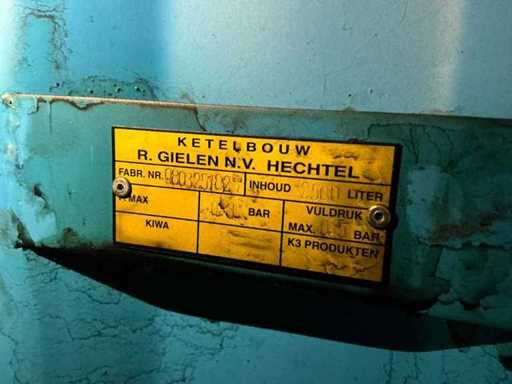 KETELBOUW
R. GIELEN N.V. HECHTEL
FABR. NR. INHOUD LITER
MAX BAR VULDRUK
KIWA MAX. BAR
K3 PRODUKTEN